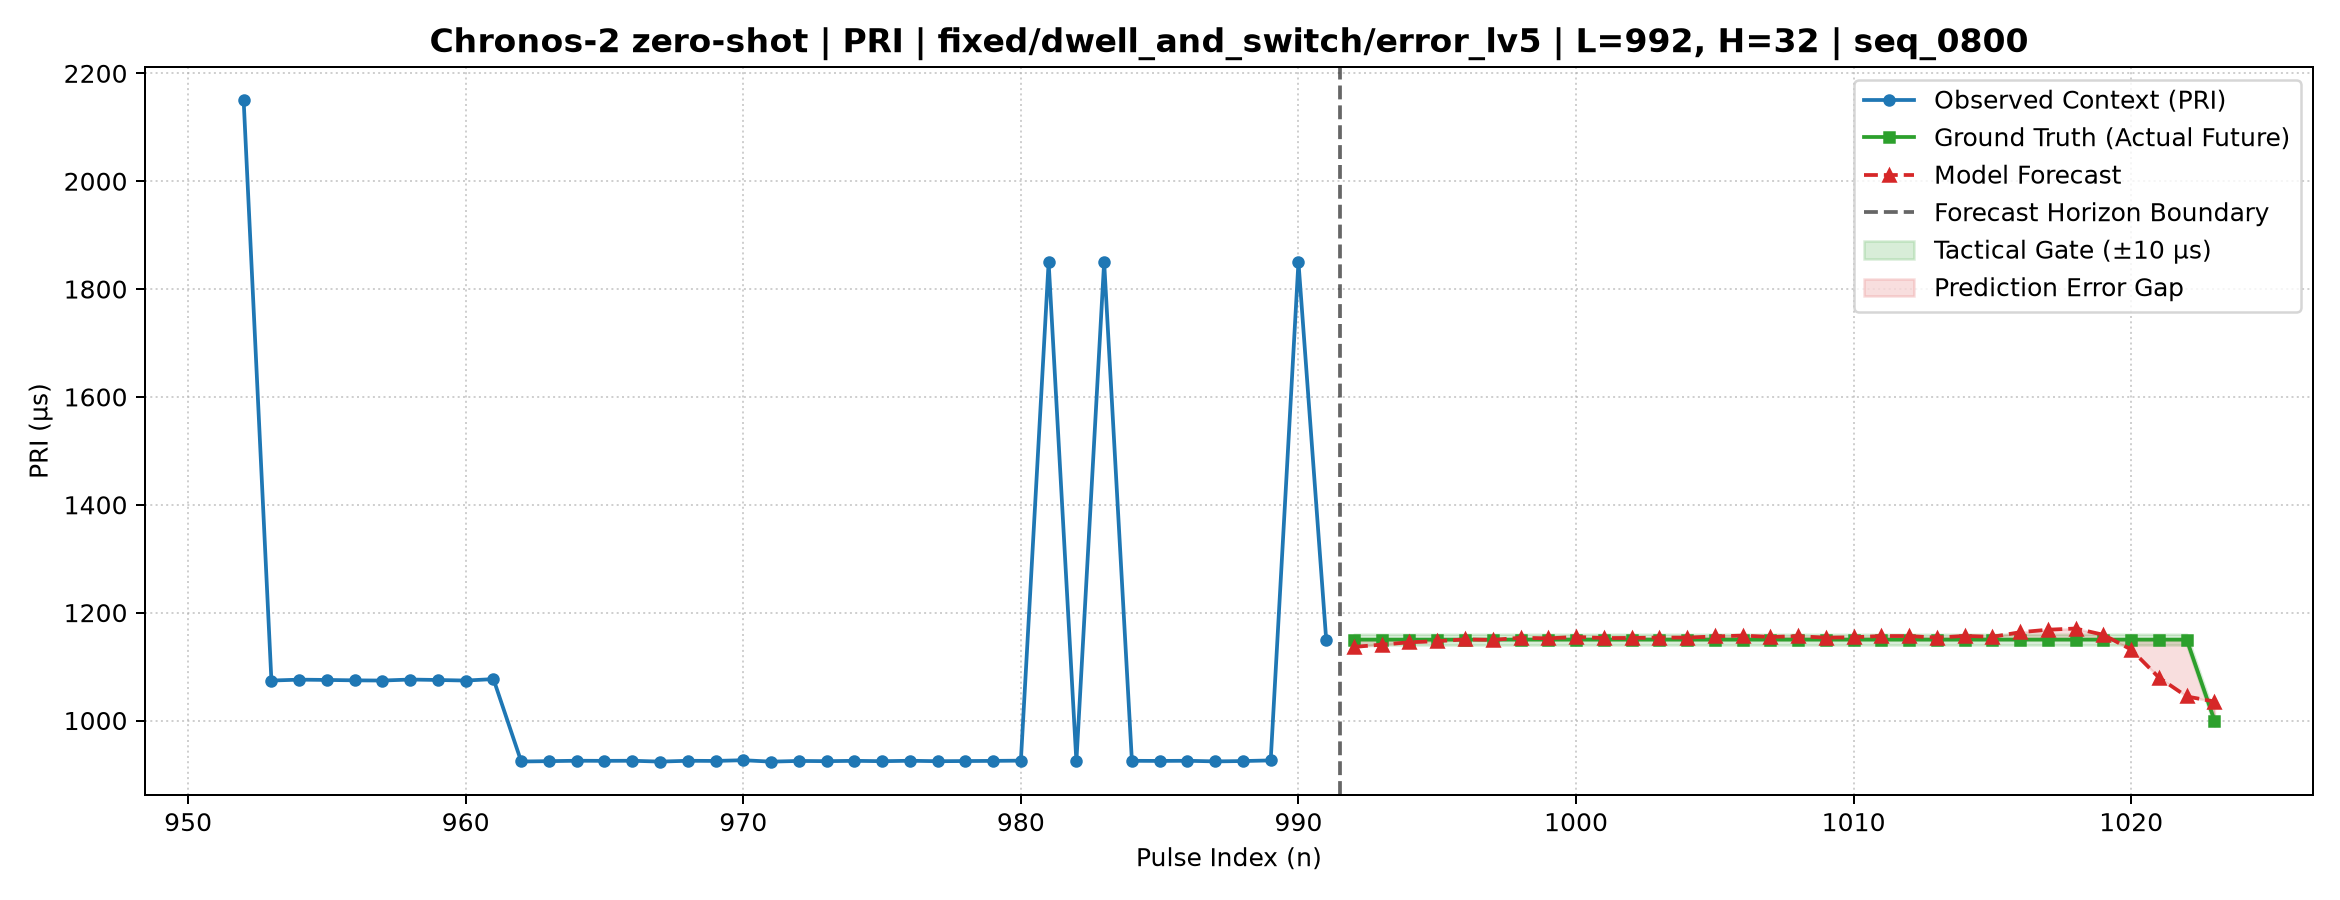 Chronos-2 zero-shot | PRI | fixed/dwell_and_switch/error_lv5 | L=992, H=32 | seq_0800
2200
2000
1800
1600
1400
1200
1000
PRI (µs)
Observed Context (PRI)
Ground Truth (Actual Future)
Model Forecast
Forecast Horizon Boundary
Tactical Gate (±10 µs)
Prediction Error Gap
950 960 970 980 990 1000 1010 1020
Pulse Index (n)